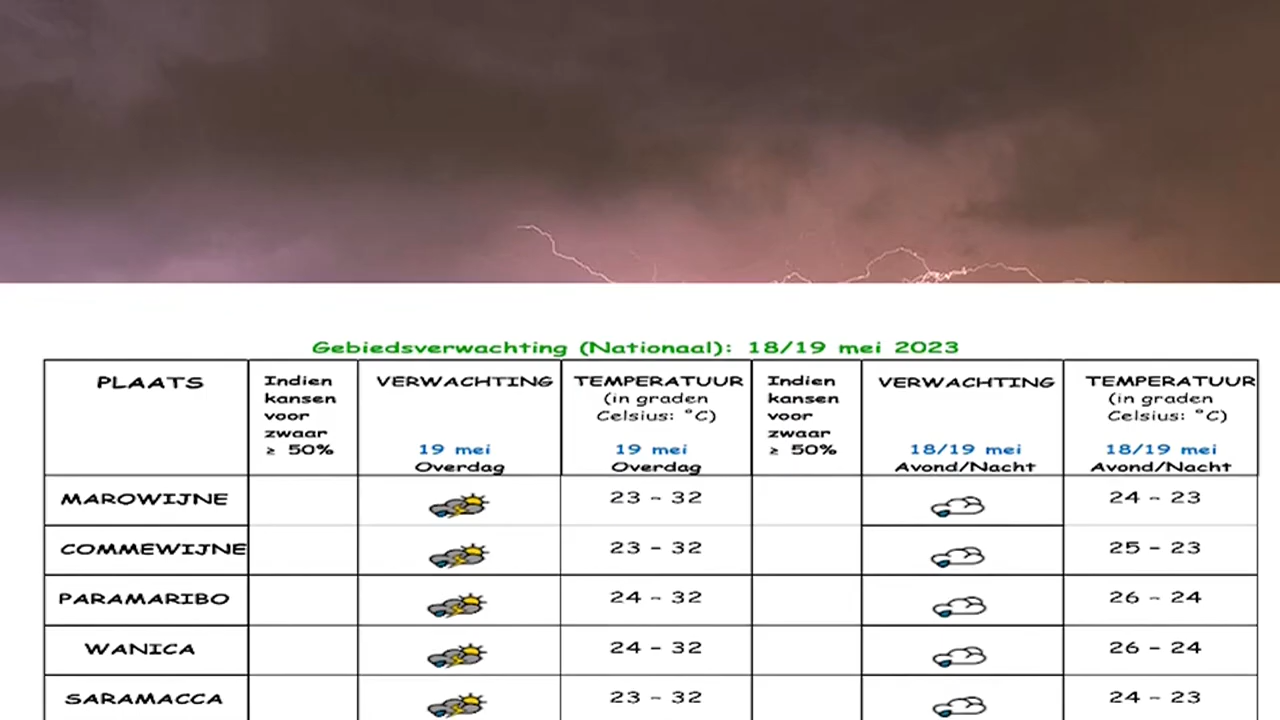 Gebiedsverwachting (Nationaal): 18/19 mei 2023
PLAATS
Indien
kansen
voor
zwaar
≥ 50%
VERWACHTING
19 mei
Overdag
TEMPERATUUR
(in graden
Celsius: °C)
19 mei
Overdag
Indien
kansen
voor
zwaar
≥ 50%
VERWACHTING
18/19 mei
Avond/Nacht
TEMPERATUUR
(in graden
Celsius: °C)
18/19 mei
Avond/Nacht
MAROWIJNE 23 - 32 24 - 23
COMMEWIJNE 23 - 32 25 - 23
PARAMARIBO 24 - 32 26 - 24
WANICA 24 - 32 26 - 24
SARAMACCA 23 - 32 24 - 23